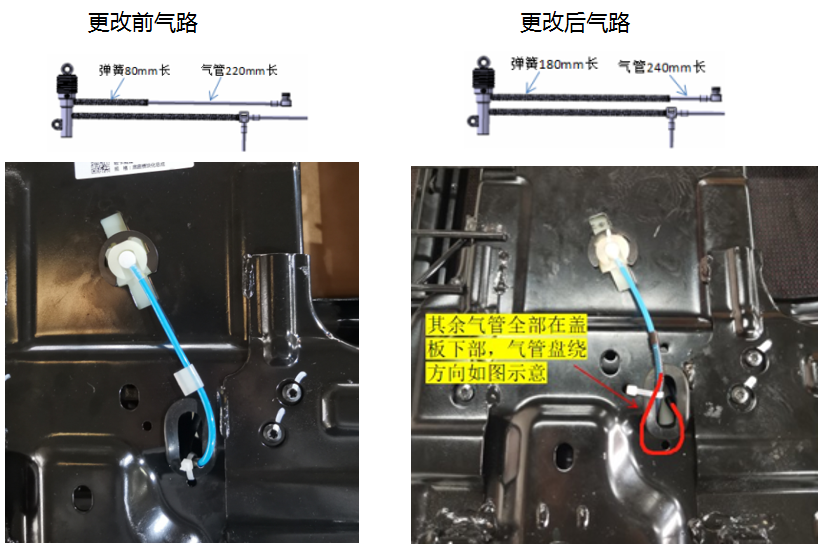 更改前气路
更改后气路
弹簧80mm长
气管220mm长
弹簧180mm长
气管240mm长
其余气管全部在盖
板下部，气管盘绕
方向如图示意